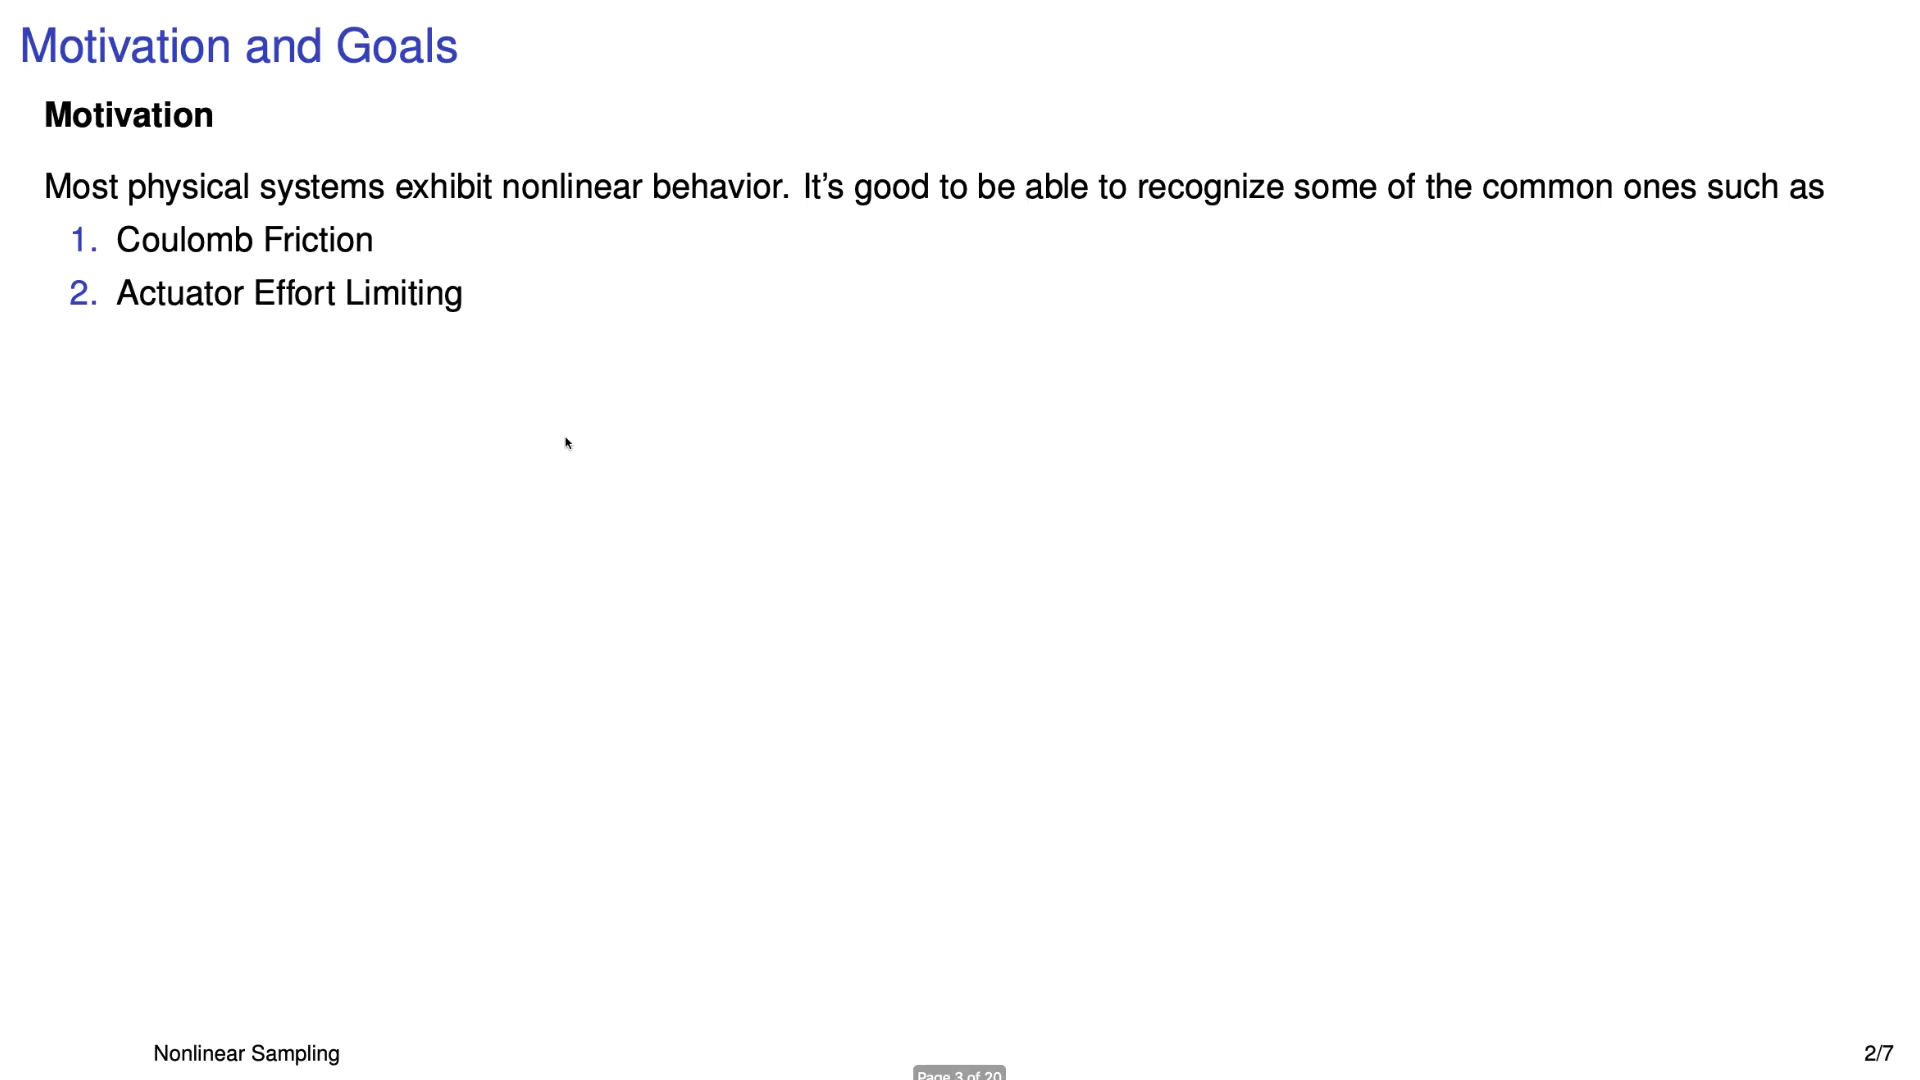 Motivation and Goals
Motivation
Most physical systems exhibit nonlinear behavior. It's good to be able to recognize some of the common ones such as
1. Coulomb Friction
2. Actuator Effort Limiting
Nonlinear Sampling
2/7
Page 3 of 20